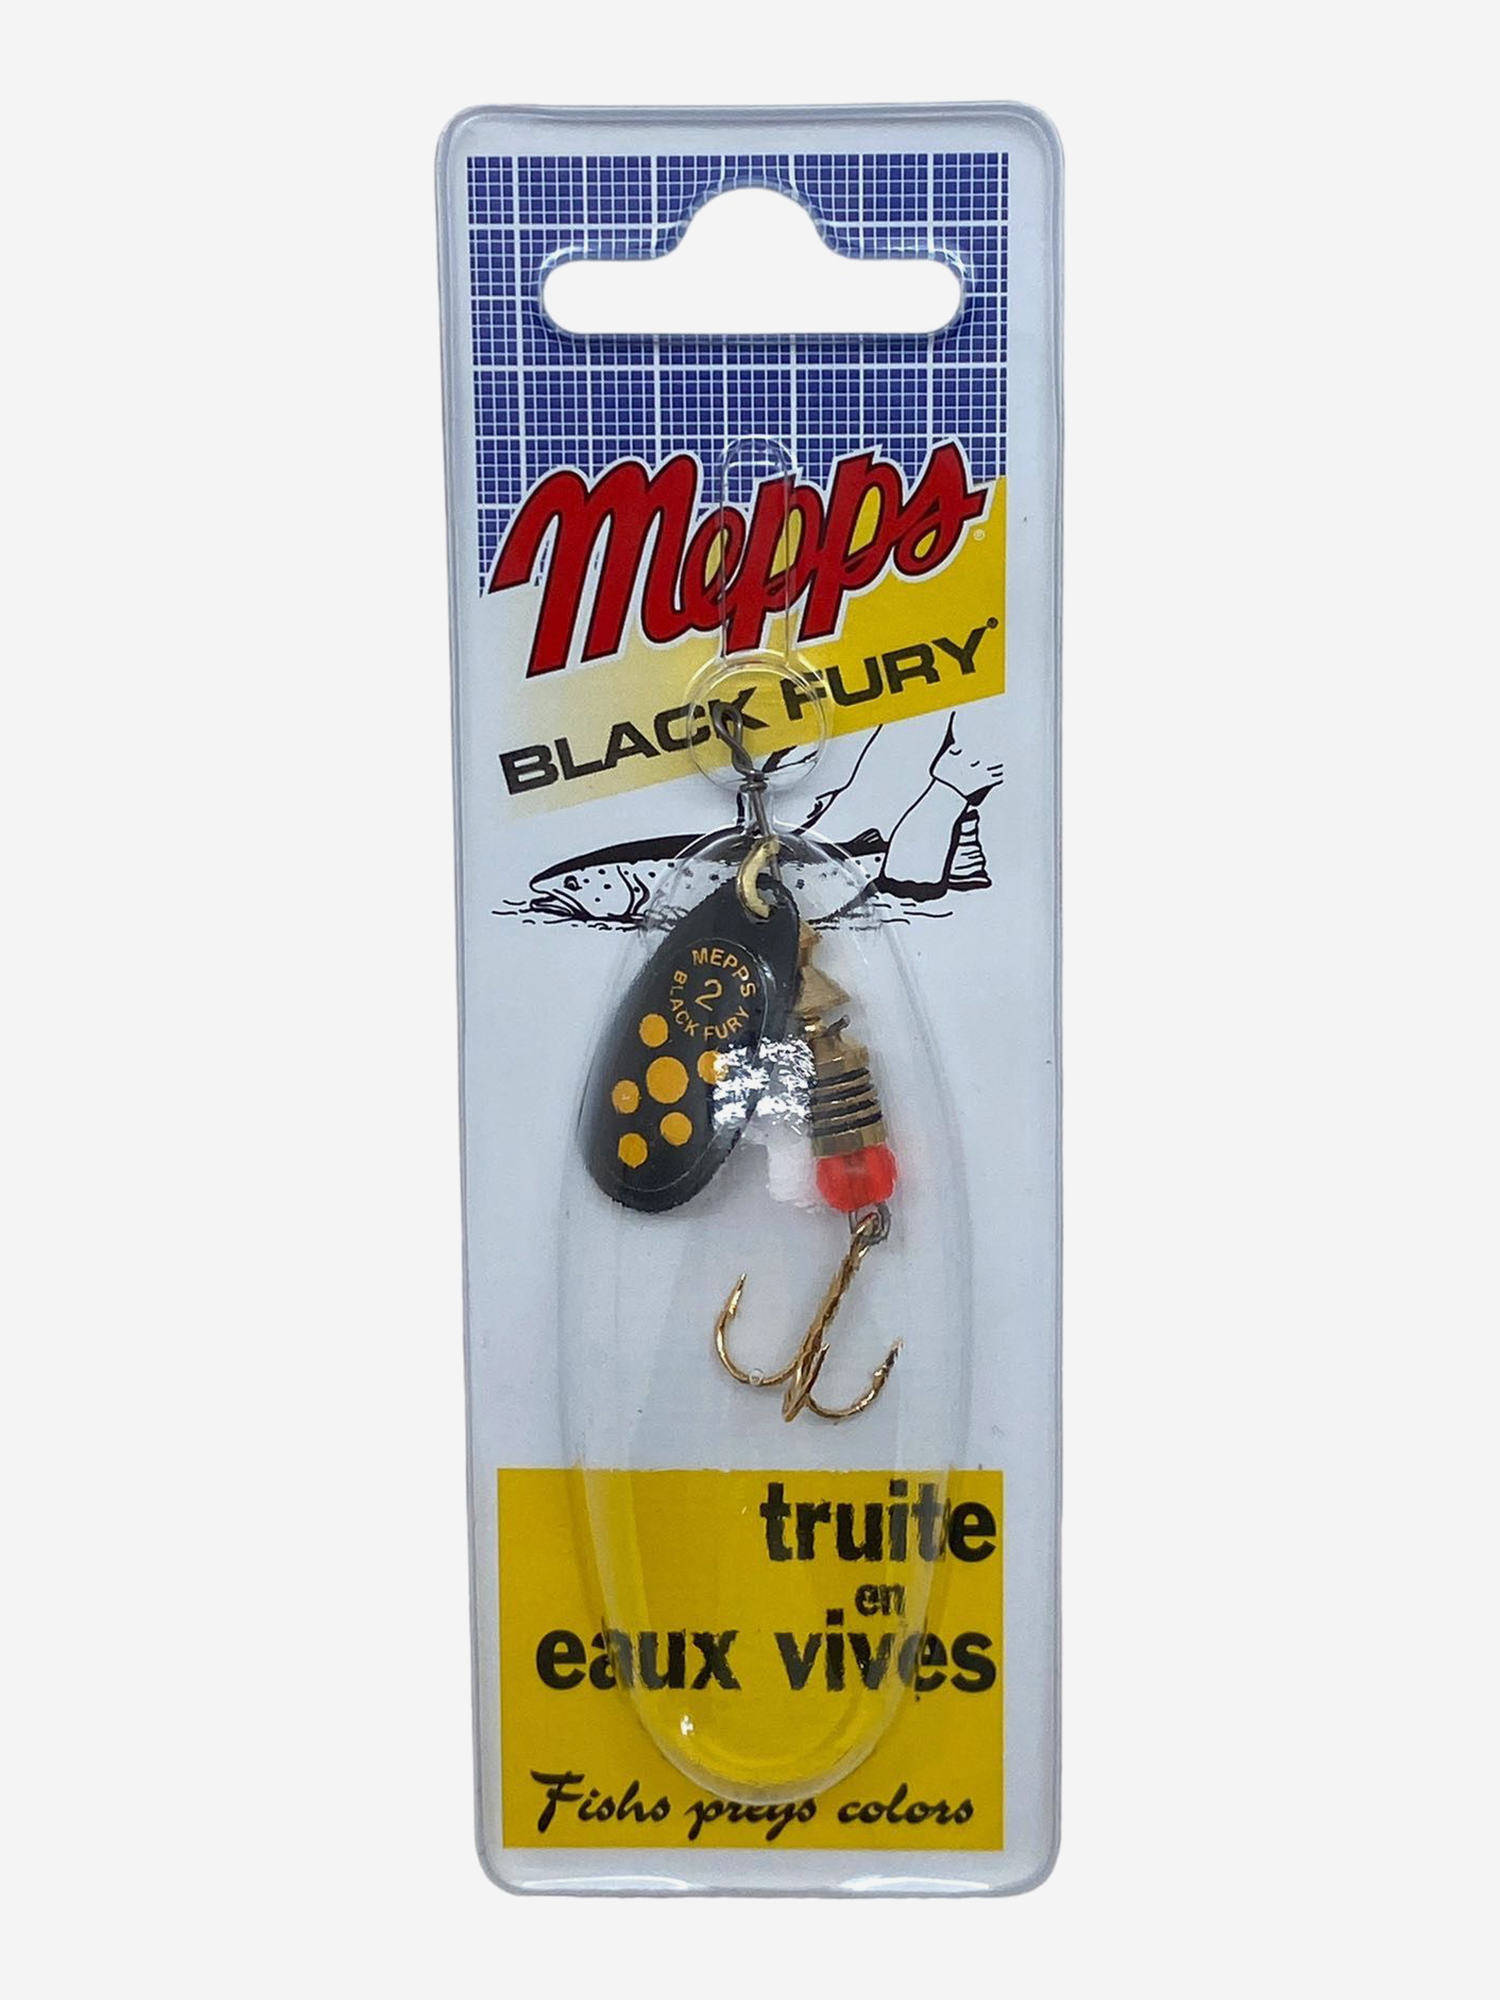 Mepps®
BLACK FURY®
MEPPS
2
BLACK FURY
truite
en
eaux vives
Fishs preys colors